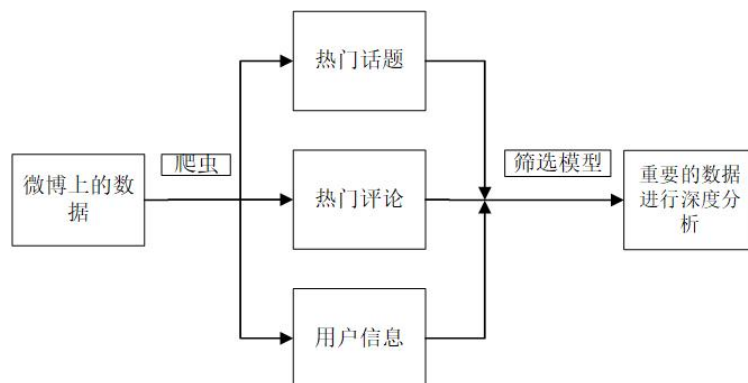 热门话题
爬虫
筛选模型
微博上的数
据
热门评论
重要的数据
进行深度分
析
用户信息